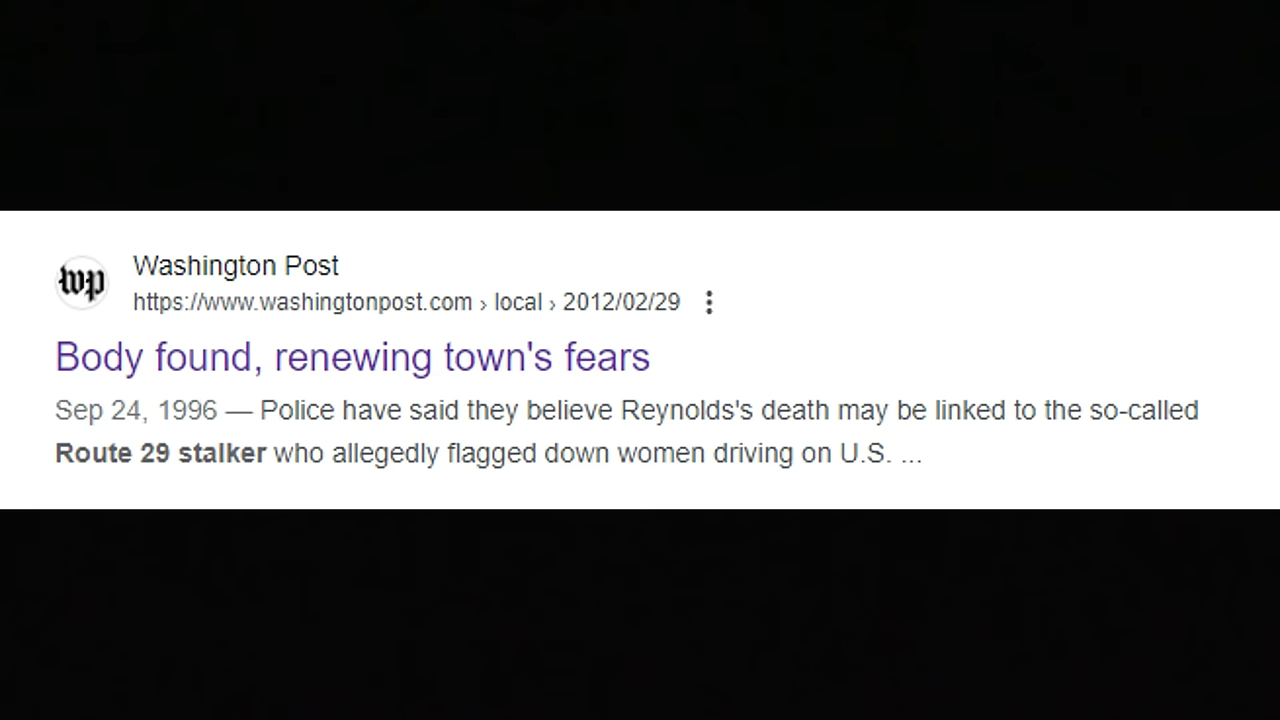 wp
Washington Post
https://www.washingtonpost.com › local › 2012/02/29
Body found, renewing town's fears
Sep 24, 1996 — Police have said they believe Reynolds's death may be linked to the so-called
Route 29 stalker who allegedly flagged down women driving on U.S. ...